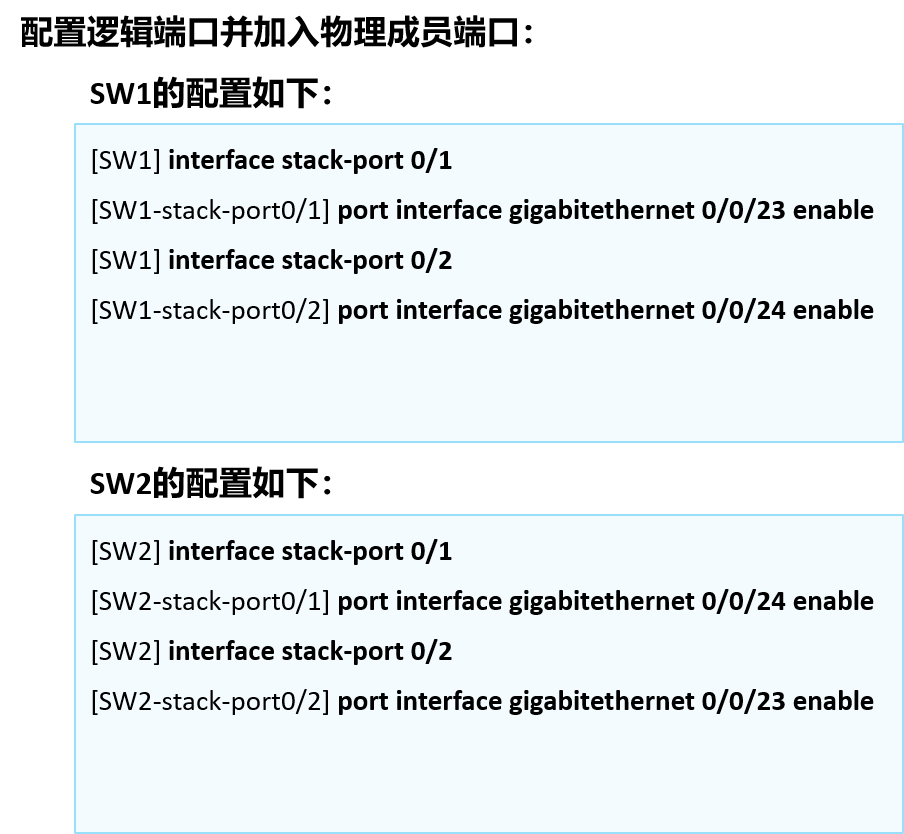 配置逻辑端口并加入物理成员端口：
SW1的配置如下：
[SW1] interface stack-port 0/1
[SW1-stack-port0/1] port interface gigabitethernet 0/0/23 enable
[SW1] interface stack-port 0/2
[SW1-stack-port0/2] port interface gigabitethernet 0/0/24 enable
SW2的配置如下：
[SW2] interface stack-port 0/1
[SW2-stack-port0/1] port interface gigabitethernet 0/0/24 enable
[SW2] interface stack-port 0/2
[SW2-stack-port0/2] port interface gigabitethernet 0/0/23 enable